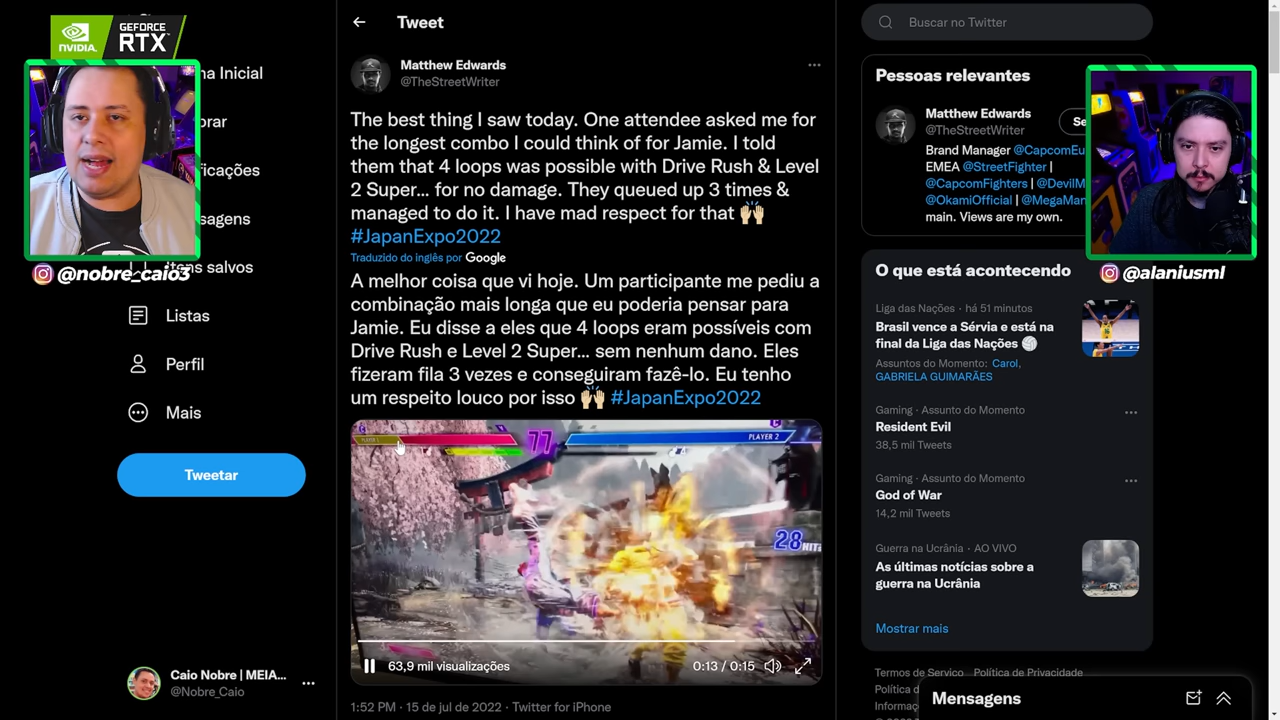 NVIDIA.
GEFORCE
RTX
na Inicial
rar
ficações
sagens
Itens salvos
@nobre_caio3
Listas
Perfil
Mais
Tweetar
Caio Nobre | MEIA...
@Nobre_Caio
Tweet
Matthew Edwards
@TheStreetWriter
The best thing I saw today. One attendee asked me for
the longest combo I could think of for Jamie. I told
them that 4 loops was possible with Drive Rush & Level
2 Super... for no damage. They queued up 3 times &
managed to do it. I have mad respect for that 🙌🏻
#JapanExpo2022
Traduzido do inglês por Google
A melhor coisa que vi hoje. Um participante me pediu a
combinação mais longa que eu poderia pensar para
Jamie. Eu disse a eles que 4 loops eram possíveis com
Drive Rush e Level 2 Super... sem nenhum dano. Eles
fizeram fila 3 vezes e conseguiram fazê-lo. Eu tenho
um respeito louco por isso 🙌🏻 #JapanExpo2022
PLAYER 1
77
PLAYER 2
28
63,9 mil visualizações
0:13 / 0:15
1:52 PM · 15 de jul de 2022 · Twitter for iPhone
Buscar no Twitter
Pessoas relevantes
Matthew Edwards
@TheStreetWriter
Se
Brand Manager @CapcomEu
EMEA @StreetFighter |
@CapcomFighters | @DevilM
@OkamiOfficial | @MegaMan
main. Views are my own.
@alaniusml
O que está acontecendo
Liga das Nações · há 51 minutos
Brasil vence a Sérvia e está na
final da Liga das Nações 🏐
Assuntos do Momento: Carol,
GABRIELA GUIMARÃES
Gaming · Assunto do Momento
Resident Evil
38,5 mil Tweets
Gaming · Assunto do Momento
God of War
14,2 mil Tweets
Guerra na Ucrânia · AO VIVO
As últimas notícias sobre a
guerra na Ucrânia
Mostrar mais
Termos de Serviço Política de Privacidade
Política d
Informaç
Mensagens